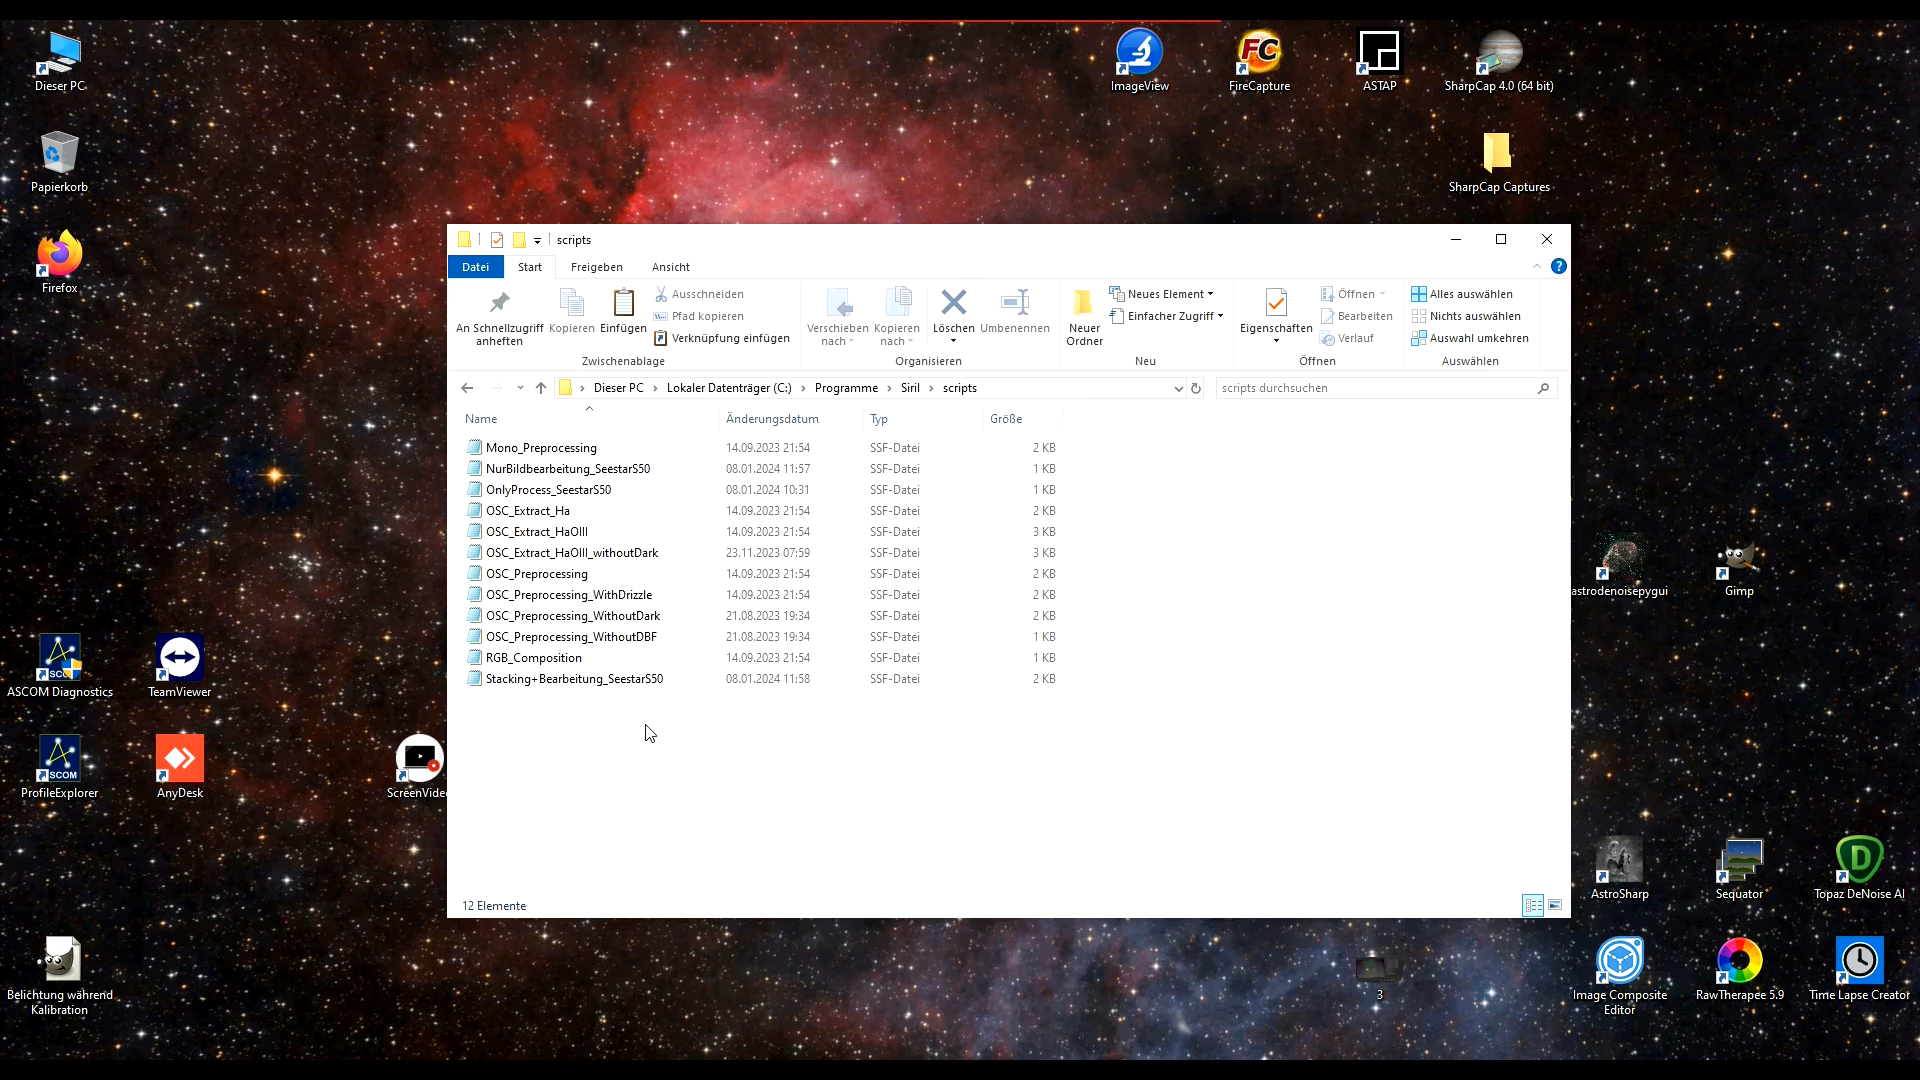 Dieser PC
ImageView
FireCapture
ASTAP
SharpCap 4.0 (64 bit)
Papierkorb
SharpCap Captures
Firefox
scripts
Datei Start Freigeben Ansicht
An Schnellzugriff anheften
Kopieren
Einfügen
Ausschneiden
Pfad kopieren
Verknüpfung einfügen
Verschieben nach
Kopieren nach
Löschen
Umbenennen
Neuer Ordner
Neues Element
Einfacher Zugriff
Eigenschaften
Öffnen
Bearbeiten
Verlauf
Alles auswählen
Nichts auswählen
Auswahl umkehren
Zwischenablage Organisieren Neu Öffnen Auswählen
Dieser PC › Lokaler Datenträger (C:) › Programme › Siril › scripts
scripts durchsuchen
Name Änderungsdatum Typ Größe
Mono_Preprocessing 14.09.2023 21:54 SSF-Datei 2 KB
NurBildbearbeitung_SeestarS50 08.01.2024 11:57 SSF-Datei 1 KB
OnlyProcess_SeestarS50 08.01.2024 10:31 SSF-Datei 1 KB
OSC_Extract_Ha 14.09.2023 21:54 SSF-Datei 2 KB
OSC_Extract_HaOIII 14.09.2023 21:54 SSF-Datei 3 KB
OSC_Extract_HaOIII_withoutDark 23.11.2023 07:59 SSF-Datei 3 KB
OSC_Preprocessing 14.09.2023 21:54 SSF-Datei 2 KB
OSC_Preprocessing_WithDrizzle 14.09.2023 21:54 SSF-Datei 2 KB
OSC_Preprocessing_WithoutDark 21.08.2023 19:34 SSF-Datei 2 KB
OSC_Preprocessing_WithoutDBF 21.08.2023 19:34 SSF-Datei 1 KB
RGB_Composition 14.09.2023 21:54 SSF-Datei 1 KB
Stacking+Bearbeitung_SeestarS50 08.01.2024 11:58 SSF-Datei 2 KB
12 Elemente
astrodenoisepygui
Gimp
ASCOM Diagnostics
TeamViewer
ProfileExplorer
AnyDesk
ScreenVideo
AstroSharp
Sequator
Topaz DeNoise AI
Belichtung während Kalibration
3
Image Composite Editor
RawTherapee 5.9
Time Lapse Creator